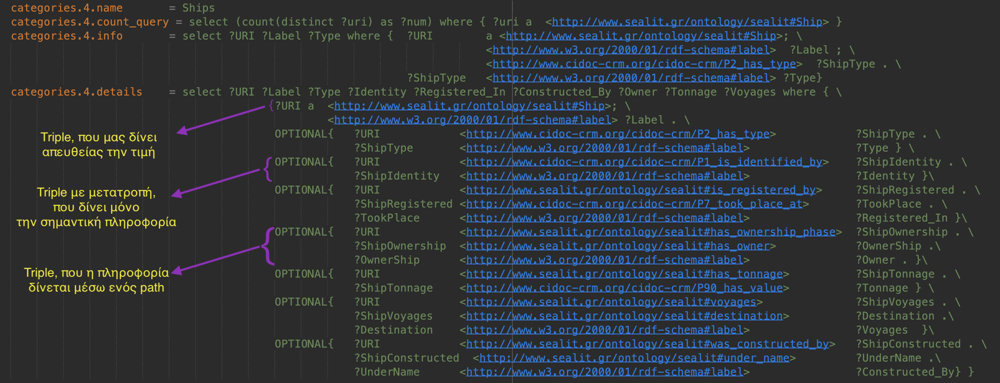 categories.4.name = Ships
categories.4.count_query = select (count(distinct ?uri) as ?num) where { ?uri a <http://www.sealit.gr/ontology/sealit#Ship> }
categories.4.info = select ?URI ?Label ?Type where { ?URI a <http://www.sealit.gr/ontology/sealit#Ship>; \
<http://www.w3.org/2000/01/rdf-schema#label> ?Label ; \
<http://www.cidoc-crm.org/cidoc-crm/P2_has_type> ?ShipType . \
?ShipType <http://www.w3.org/2000/01/rdf-schema#label> ?Type}
categories.4.details = select ?URI ?Label ?Type ?Identity ?Registered_In ?Constructed_By ?Owner ?Tonnage ?Voyages where { \
{?URI a <http://www.sealit.gr/ontology/sealit#Ship>; \
<http://www.w3.org/2000/01/rdf-schema#label> ?Label . \
OPTIONAL{ ?URI <http://www.cidoc-crm.org/cidoc-crm/P2_has_type> ?ShipType . \
?ShipType <http://www.w3.org/2000/01/rdf-schema#label> ?Type } \
OPTIONAL{ ?URI <http://www.cidoc-crm.org/cidoc-crm/P1_is_identified_by> ?ShipIdentity . \
?ShipIdentity <http://www.w3.org/2000/01/rdf-schema#label> ?Identity }\
OPTIONAL{ ?URI <http://www.sealit.gr/ontology/sealit#is_registered_by> ?ShipRegistered . \
?ShipRegistered <http://www.cidoc-crm.org/cidoc-crm/P7_took_place_at> ?TookPlace . \
?TookPlace <http://www.w3.org/2000/01/rdf-schema#label> ?Registered_In }\
OPTIONAL{ ?URI <http://www.sealit.gr/ontology/sealit#has_ownership_phase> ?ShipOwnership . \
?ShipOwnership <http://www.sealit.gr/ontology/sealit#has_owner> ?OwnerShip .\
?OwnerShip <http://www.w3.org/2000/01/rdf-schema#label> ?Owner . }\
OPTIONAL{ ?URI <http://www.sealit.gr/ontology/sealit#has_tonnage> ?ShipTonnage . \
?ShipTonnage <http://www.cidoc-crm.org/cidoc-crm/P90_has_value> ?Tonnage } \
OPTIONAL{ ?URI <http://www.sealit.gr/ontology/sealit#voyages> ?ShipVoyages . \
?ShipVoyages <http://www.sealit.gr/ontology/sealit#destination> ?Destination .\
?Destination <http://www.w3.org/2000/01/rdf-schema#label> ?Voyages }\
OPTIONAL{ ?URI <http://www.sealit.gr/ontology/sealit#was_constructed_by> ?ShipConstructed . \
?ShipConstructed <http://www.sealit.gr/ontology/sealit#under_name> ?UnderName .\
?UnderName <http://www.w3.org/2000/01/rdf-schema#label> ?Constructed_By} }
Triple, που μας δίνει
απευθείας την τιμή
Triple με μετατροπή,
που δίνει μόνο
την σημαντική πληροφορία
Triple, που η πληροφορία
δίνεται μέσω ενός path